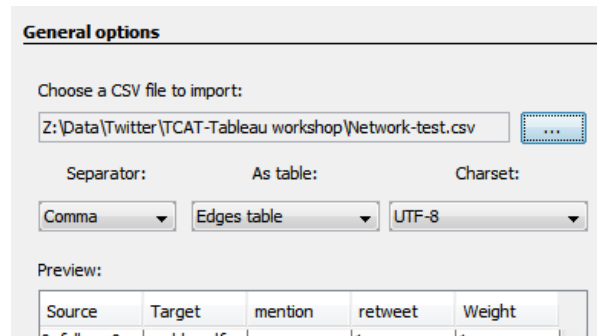 General options
Choose a CSV file to import:
Z:\Data\Twitter\TCAT-Tableau workshop\Network-test.csv ...
Separator: As table: Charset:
Comma Edges table UTF-8
Preview:
Source Target mention retweet Weight